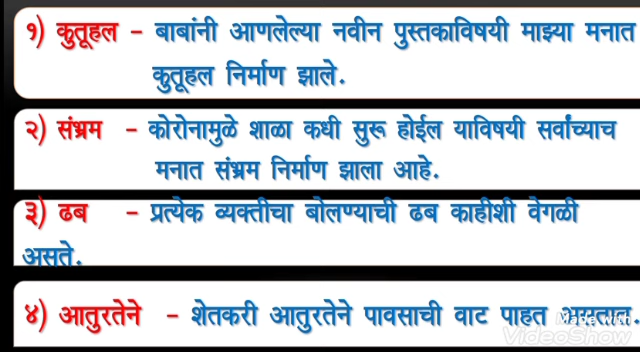 १) कुतूहल - बाबांनी आणलेल्या नवीन पुस्तकाविषयी माझ्या मनात
कुतूहल निर्माण झाले.
२) संभ्रम - कोरोनामुळे शाळा कधी सुरू होईल याविषयी सर्वांच्याच
मनात संभ्रम निर्माण झाला आहे.
३) ढब - प्रत्येक व्यक्तीचा बोलण्याची ढब काहीशी वेगळी
असते.
४) आतुरतेने - शेतकरी आतुरतेने पावसाची वाट पाहत असतात.
Made with
VideoShow